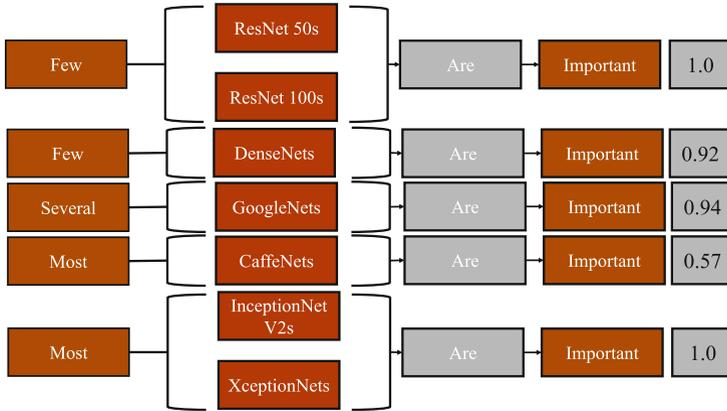 Few
ResNet 50s
ResNet 100s
Are
Important
1.0
Few
DenseNets
Are
Important
0.92
Several
GoogleNets
Are
Important
0.94
Most
CaffeNets
Are
Important
0.57
Most
InceptionNet
V2s
XceptionNets
Are
Important
1.0